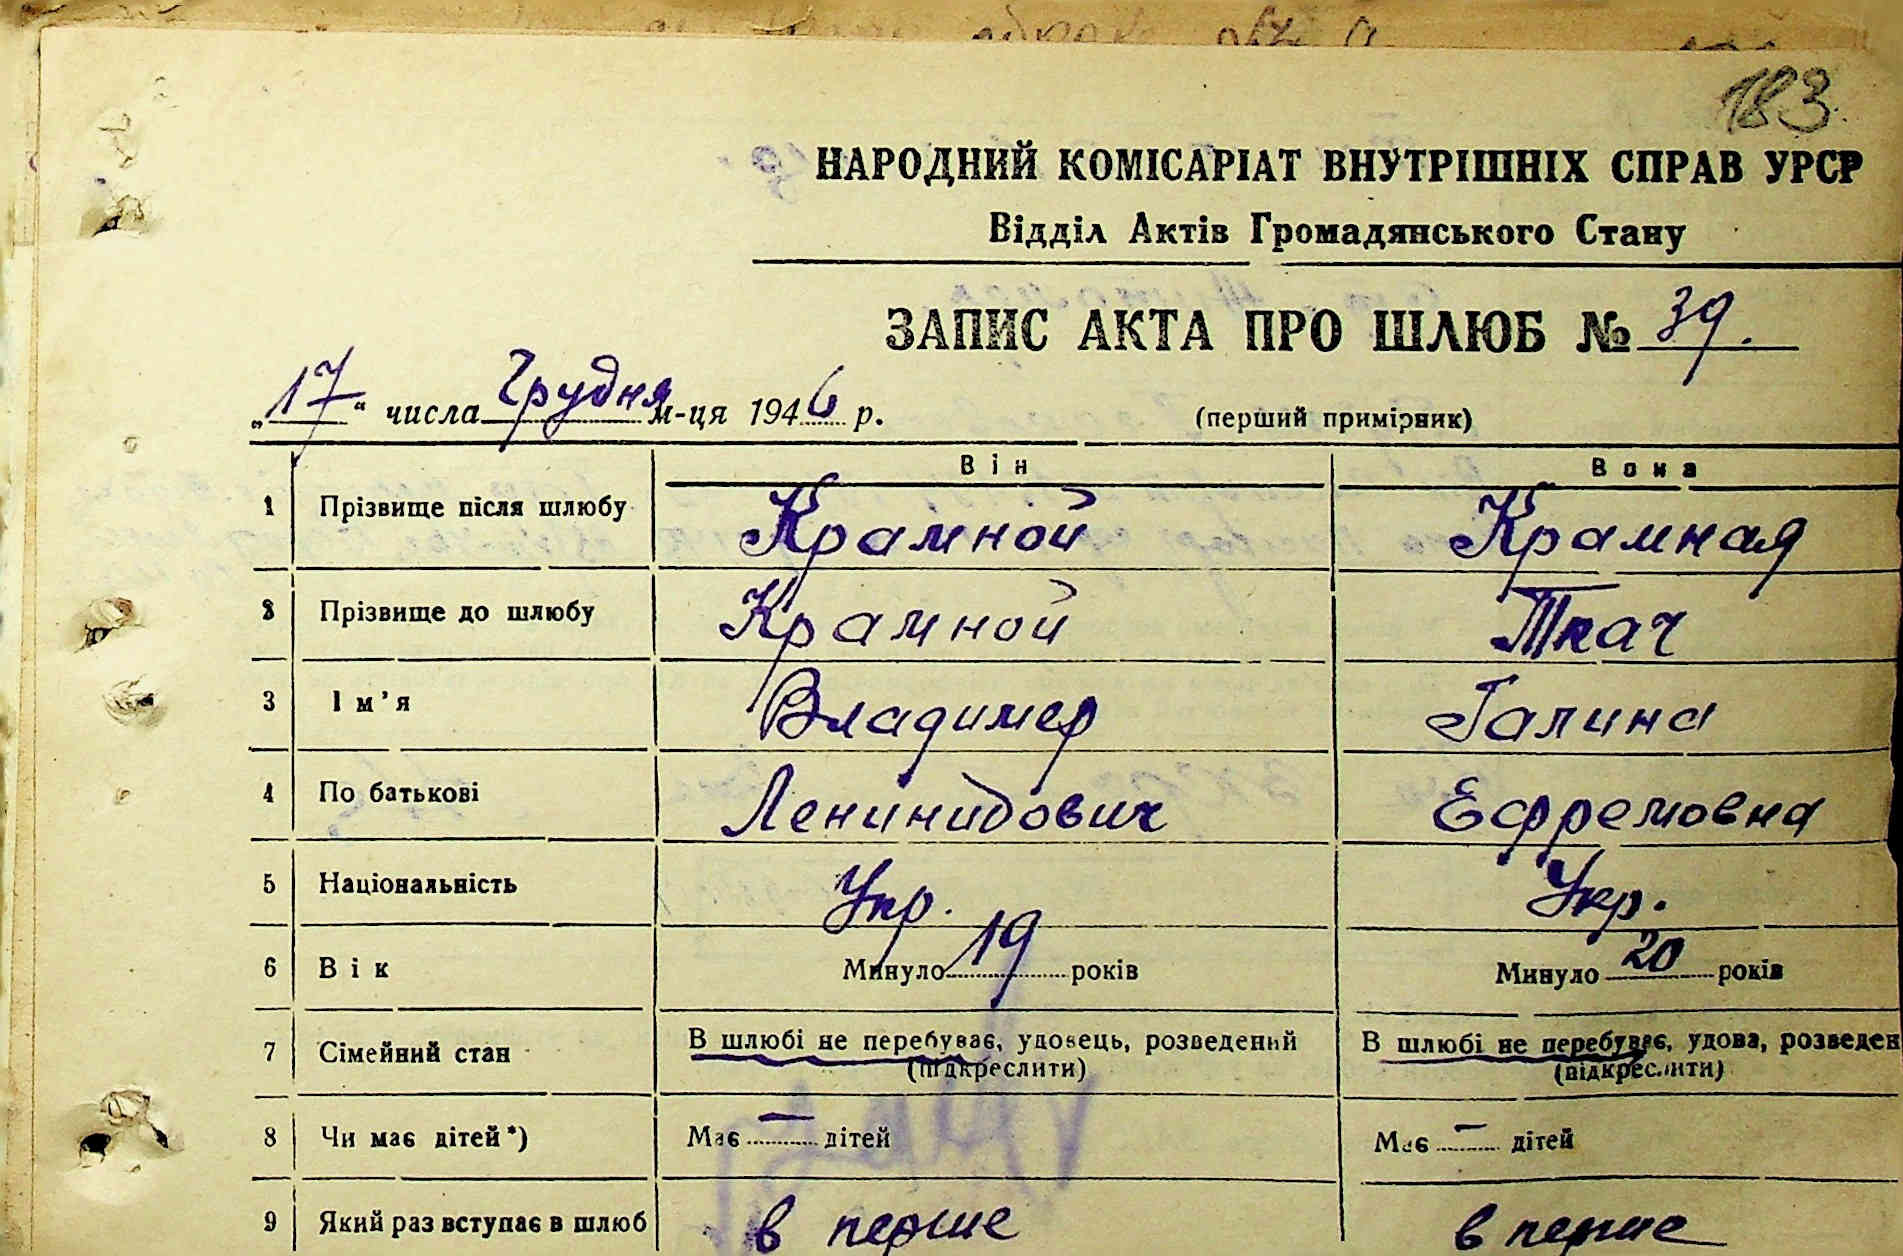 183
НАРОДНИЙ КОМІСАРІАТ ВНУТРІШНІХ СПРАВ УРСР
Відділ Актів Громадянського Стану
ЗАПИС АКТА ПРО ШЛЮБ № 39.
„17“ числа Грудня м-ця 1946 р. (перший примірник)
Він Вона
1 Прізвище після шлюбу Крамной Крамная
2 Прізвище до шлюбу Крамной Ткач
3 Ім’я Владимер Галина
4 По батькові Ленинидович Ефремовна
5 Національність Укр. Укр.
6 Вік Минуло 19 років Минуло 20 років
7 Сімейний стан В шлюбі не перебуває, удовець, розведений В шлюбі не перебуває, удова, розведен
(підкреслити) (підкреслити)
8 Чи має дітей*) Має — дітей Має — дітей
9 Який раз вступає в шлюб в перше в перше